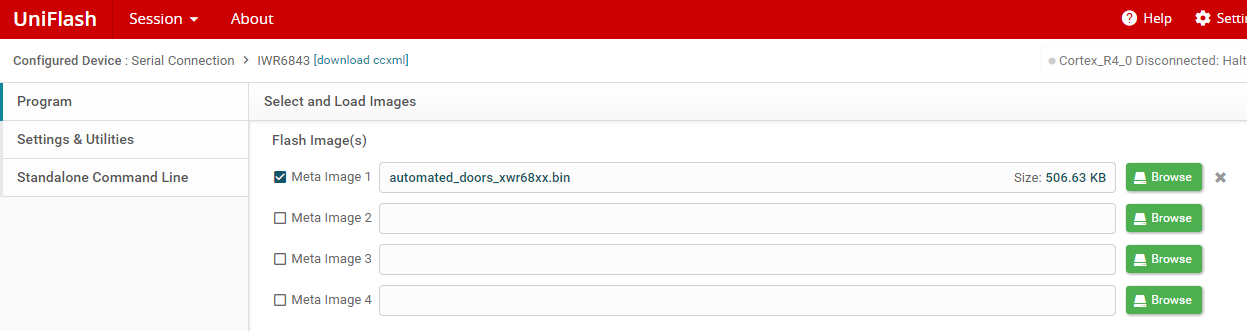 UniFlash Session About Help Setti
Configured Device : Serial Connection > IWR6843 [download ccxml] Cortex_R4_0 Disconnected: Halt
Program
Select and Load Images
Settings & Utilities
Flash Image(s)
Standalone Command Line
Meta Image 1 automated_doors_xwr68xx.bin Size: 506.63 KB Browse
Meta Image 2 Browse
Meta Image 3 Browse
Meta Image 4 Browse